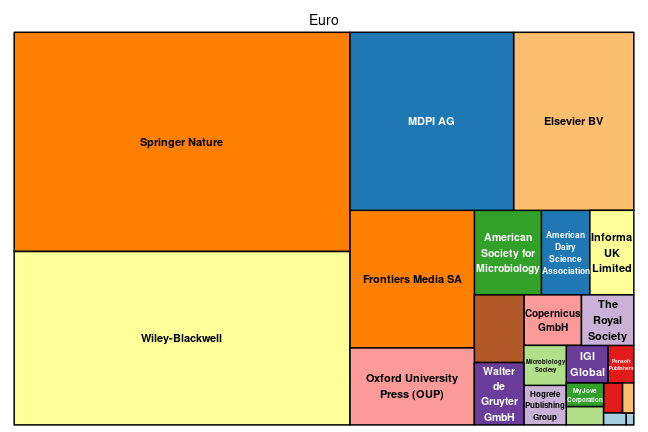 Euro
Springer Nature
MDPI AG
Elsevier BV
Wiley-Blackwell
Frontiers Media SA
Oxford University
Press (OUP)
American
Society for
Microbiology
American
Dairy
Science
Association
Informa
UK
Limited
Copernicus
GmbH
The
Royal
Society
Walter
de
Gruyter
GmbH
Microbiology
Society
IGI
Global
Pensoft
Publishers
Hogrefe
Publishing
Group
MyJove
Corporation